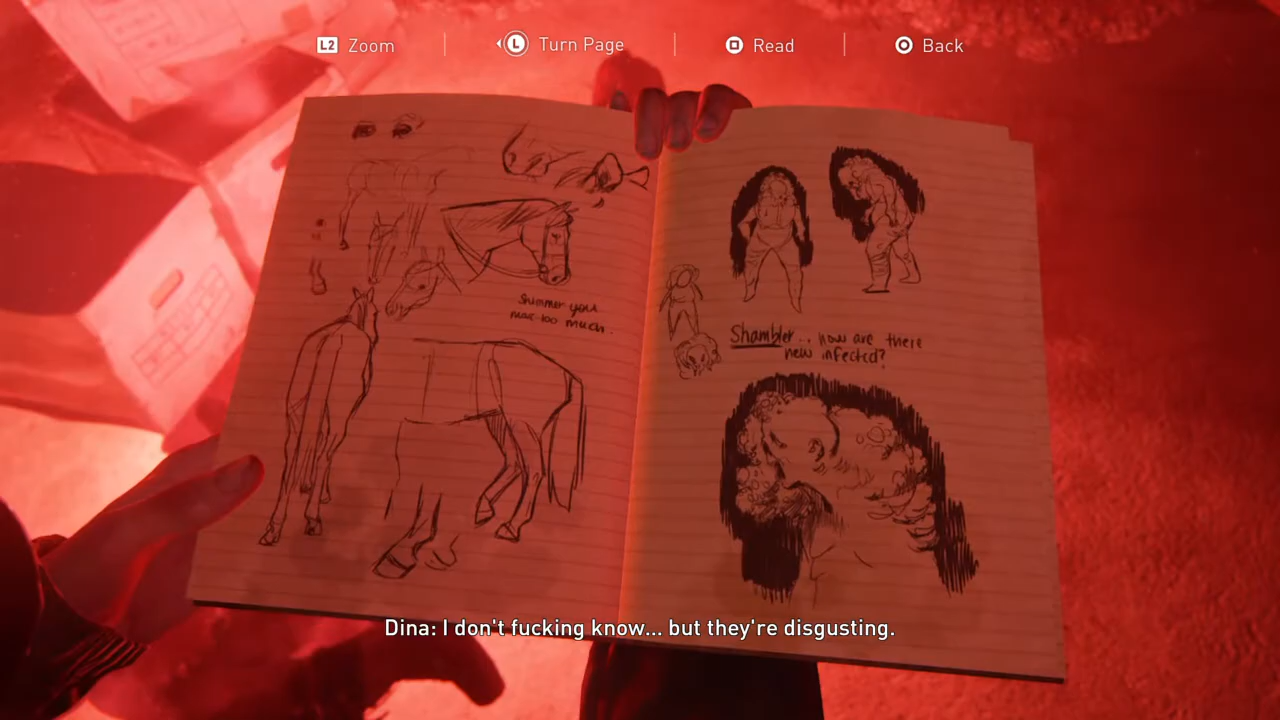 L2 Zoom
L Turn Page
Read
Back
Summer you
move too much.
Shambler... how are there
new infected?
Dina: I don't fucking know... but they're disgusting.